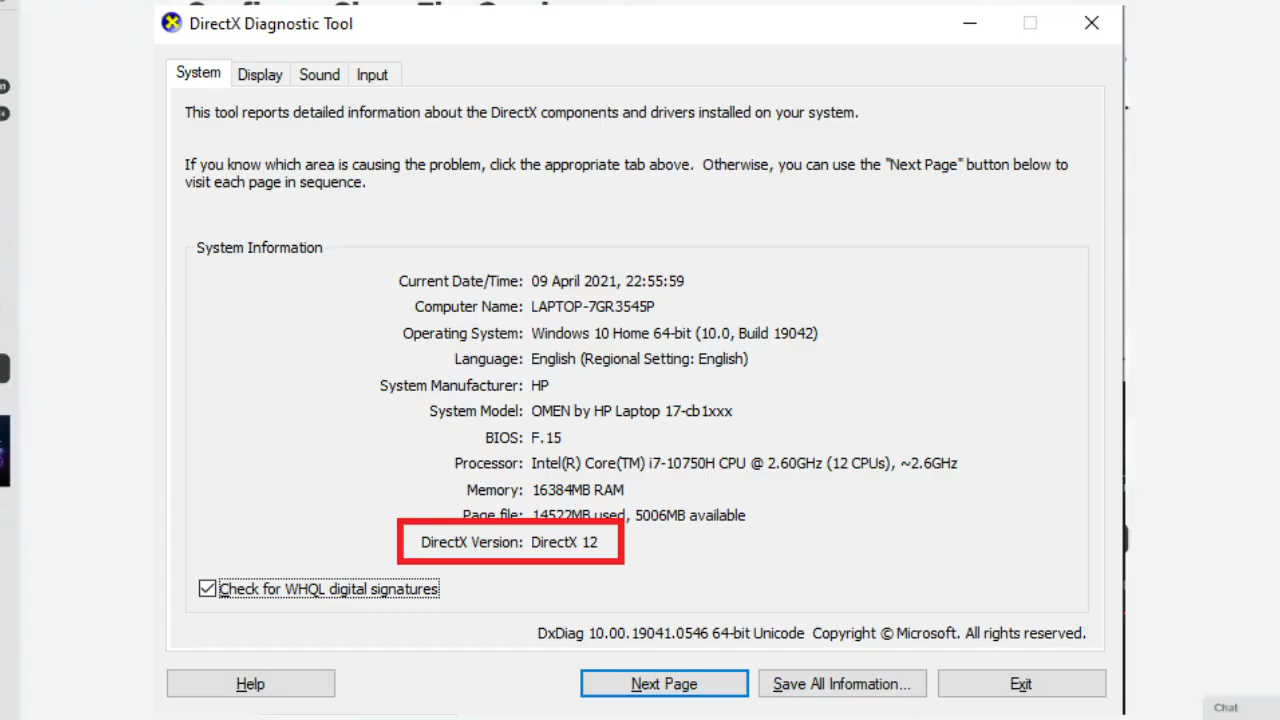 DirectX Diagnostic Tool
System Display Sound Input
This tool reports detailed information about the DirectX components and drivers installed on your system.
If you know which area is causing the problem, click the appropriate tab above. Otherwise, you can use the "Next Page" button below to
visit each page in sequence.
System Information
Current Date/Time: 09 April 2021, 22:55:59
Computer Name: LAPTOP-7GR3545P
Operating System: Windows 10 Home 64-bit (10.0, Build 19042)
Language: English (Regional Setting: English)
System Manufacturer: HP
System Model: OMEN by HP Laptop 17-cb1xxx
BIOS: F.15
Processor: Intel(R) Core(TM) i7-10750H CPU @ 2.60GHz (12 CPUs), ~2.6GHz
Memory: 16384MB RAM
Page file: 14522MB used, 5006MB available
DirectX Version: DirectX 12
Check for WHQL digital signatures
DxDiag 10.00.19041.0546 64-bit Unicode Copyright © Microsoft. All rights reserved.
Help Next Page Save All Information... Exit
Chat